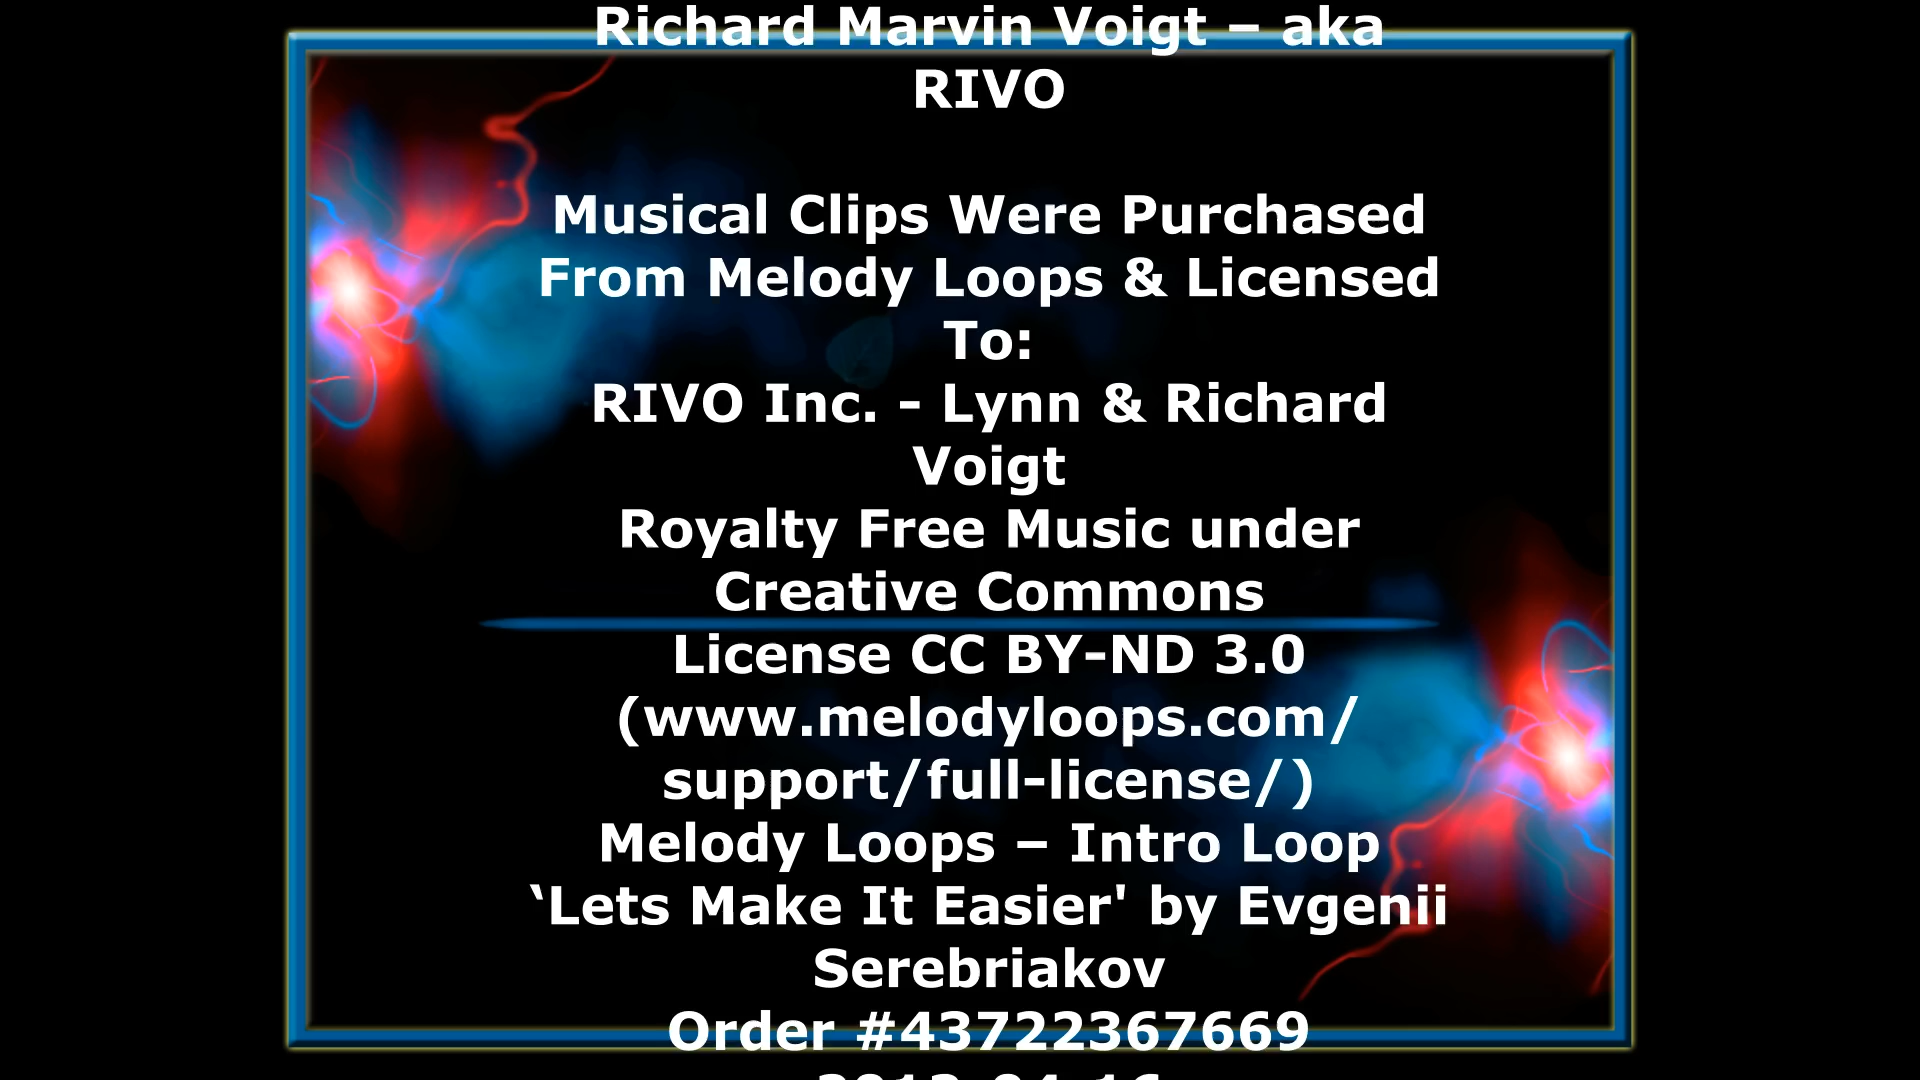 Richard Marvin Voigt – aka
RIVO
Musical Clips Were Purchased
From Melody Loops & Licensed
To:
RIVO Inc. - Lynn & Richard
Voigt
Royalty Free Music under
Creative Commons
License CC BY-ND 3.0
(www.melodyloops.com/
support/full-license/)
Melody Loops – Intro Loop
‘Lets Make It Easier' by Evgenii
Serebriakov
Order #43722367669